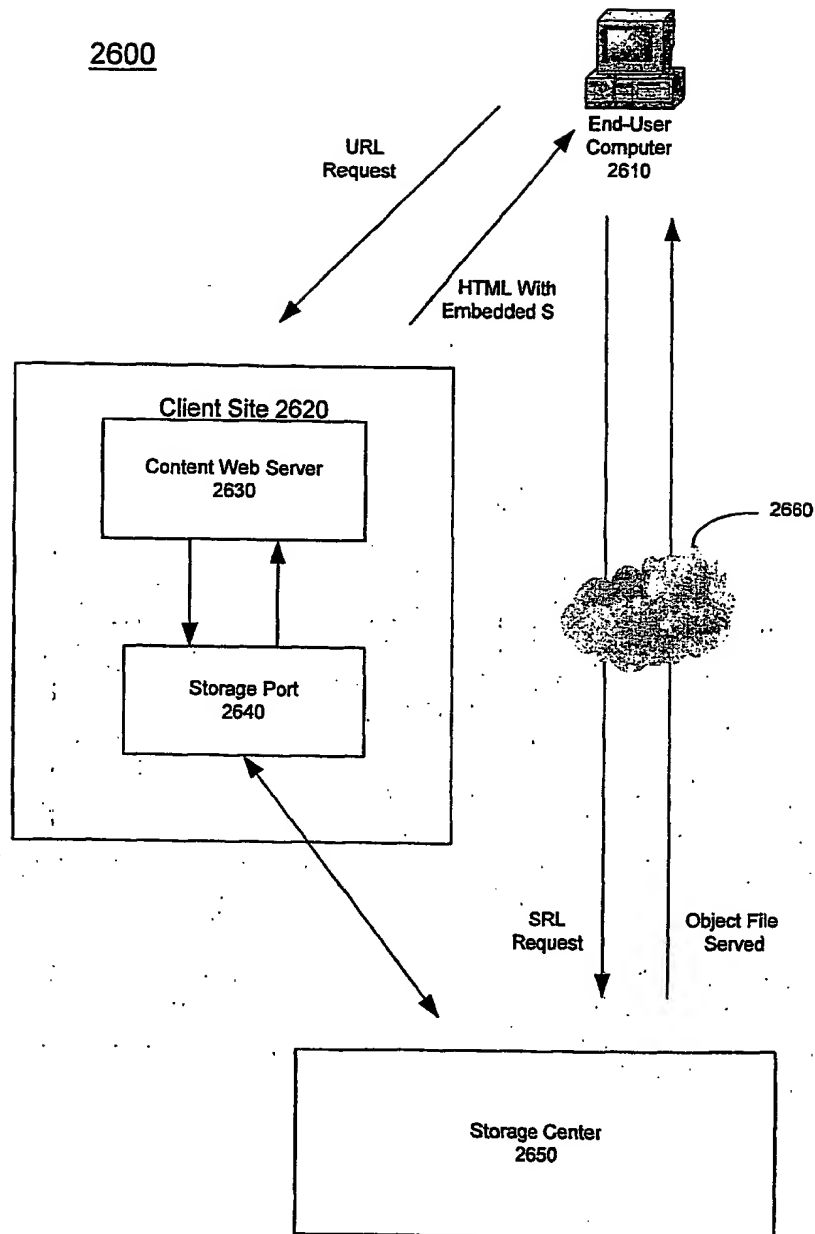 2600
End-User
Computer
2610
URL
Request
HTML With
Embedded S
Client Site 2620
Content Web Server
2630
2660
Storage Port
2640
SRL
Request
Object File
Served
Storage Center
2650